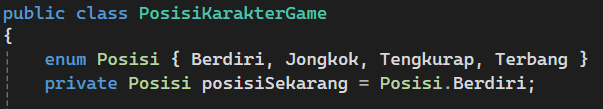 public class PosisiKarakterGame
{
enum Posisi { Berdiri, Jongkok, Tengkurap, Terbang }
private Posisi posisiSekarang = Posisi.Berdiri;